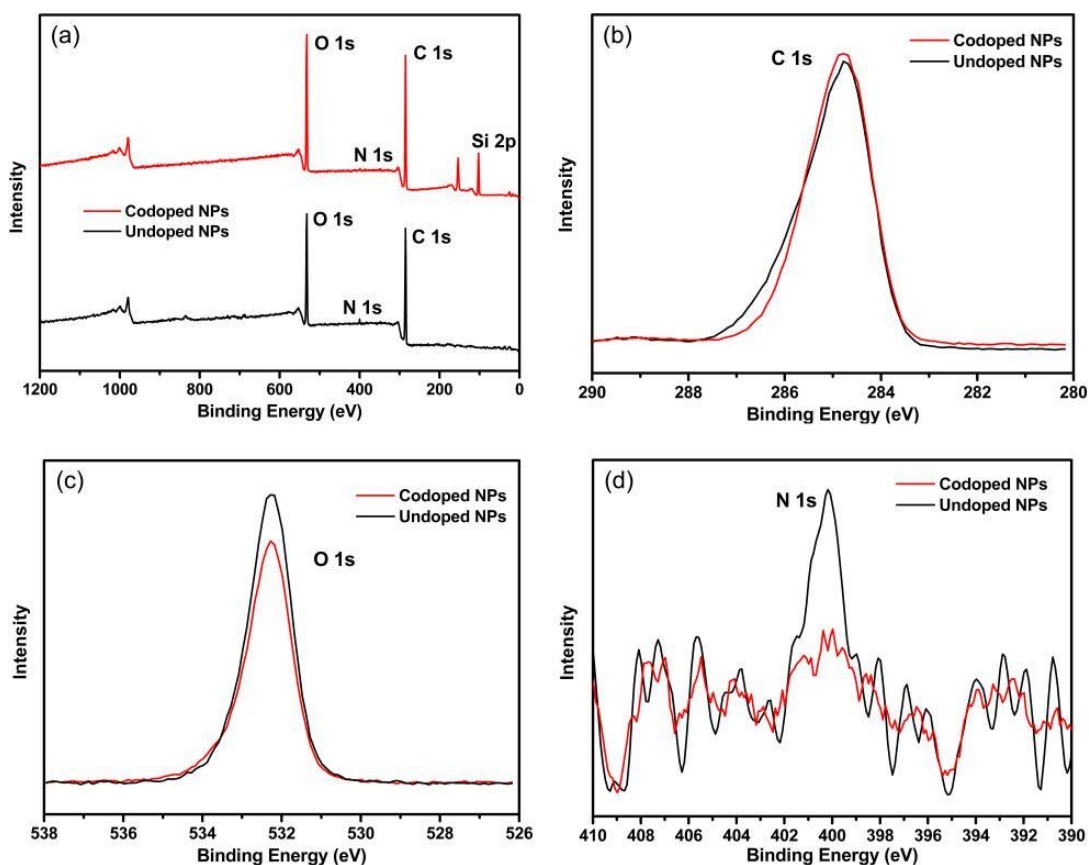 (a)
O 1s
C 1s
Si 2p
N 1s
Codoped NPs
Undoped NPs
O 1s
C 1s
N 1s
Intensity
1200 1000 800 600 400 200 0
Binding Energy (eV)
(b)
C 1s
Codoped NPs
Undoped NPs
Intensity
290 288 286 284 282 280
Binding Energy (eV)
(c)
Codoped NPs
Undoped NPs
O 1s
Intensity
538 536 534 532 530 528 526
Binding Energy (eV)
(d)
N 1s
Codoped NPs
Undoped NPs
Intensity
410 408 406 404 402 400 398 396 394 392 390
Binding Energy (eV)